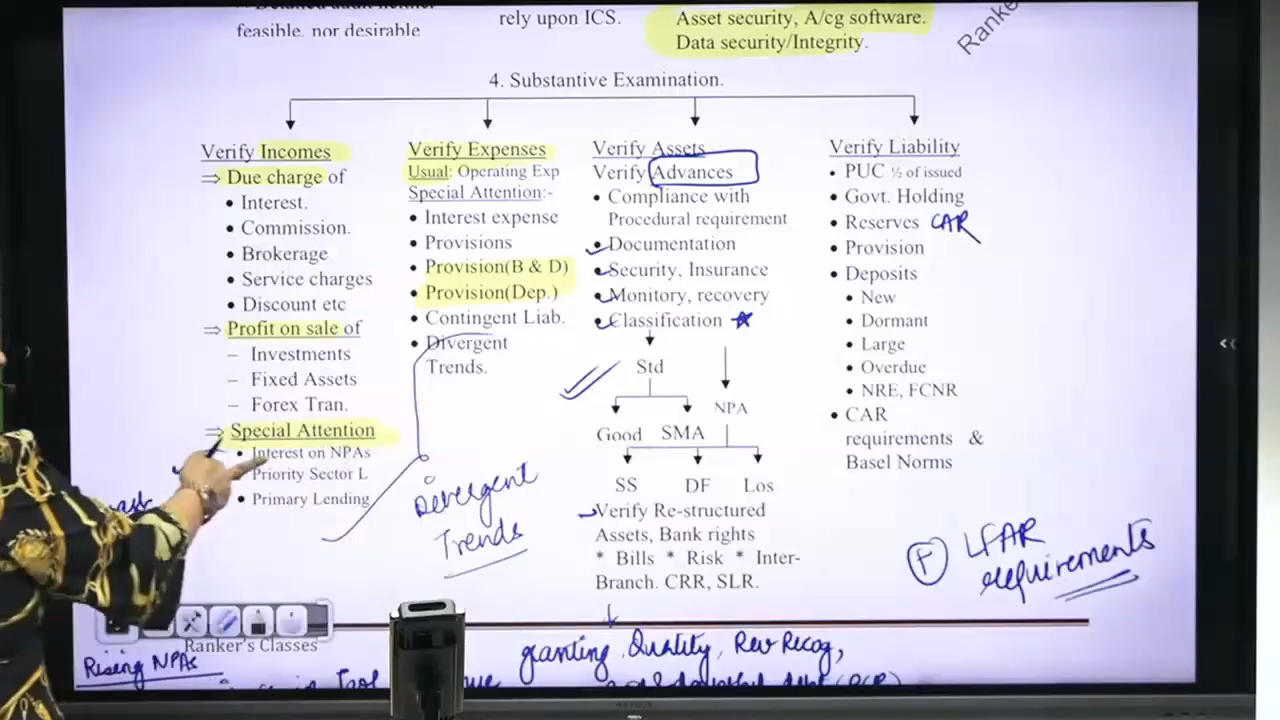 feasible, nor desirable
rely upon ICS.
Asset security, A/cg software.
Data security/Integrity.
4. Substantive Examination.
Verify Incomes
⇒ Due charge of
• Interest.
• Commission.
• Brokerage
• Service charges
• Discount etc
⇒ Profit on sale of
– Investments
– Fixed Assets
– Forex Tran.
⇒ Special Attention
• Interest on NPAs
Priority Sector L
• Primary Lending
Verify Expenses
Usual: Operating Exp
Special Attention:-
• Interest expense
• Provisions
• Provision(B & D)
• Provision(Dep.)
• Contingent Liab.
• Divergent
Trends.
Divergent
Trends
Verify Assets
Verify Advances
• Compliance with
Procedural requirement
• Documentation
• Security, Insurance
• Monitory, recovery
• Classification
Std
NPA
Good SMA
SS DF Los
Verify Re-structured
Assets, Bank rights
* Bills * Risk * Inter-
Branch. CRR, SLR.
Verify Liability
• PUC ½ of issued
• Govt. Holding
• Reserves CAR
• Provision
• Deposits
• New
• Dormant
• Large
• Overdue
• NRE, FCNR
• CAR
requirements &
Basel Norms
F LFAR
requirements
Ranker's Classes
Rising NPAs
granting Quality, Rev Recog,